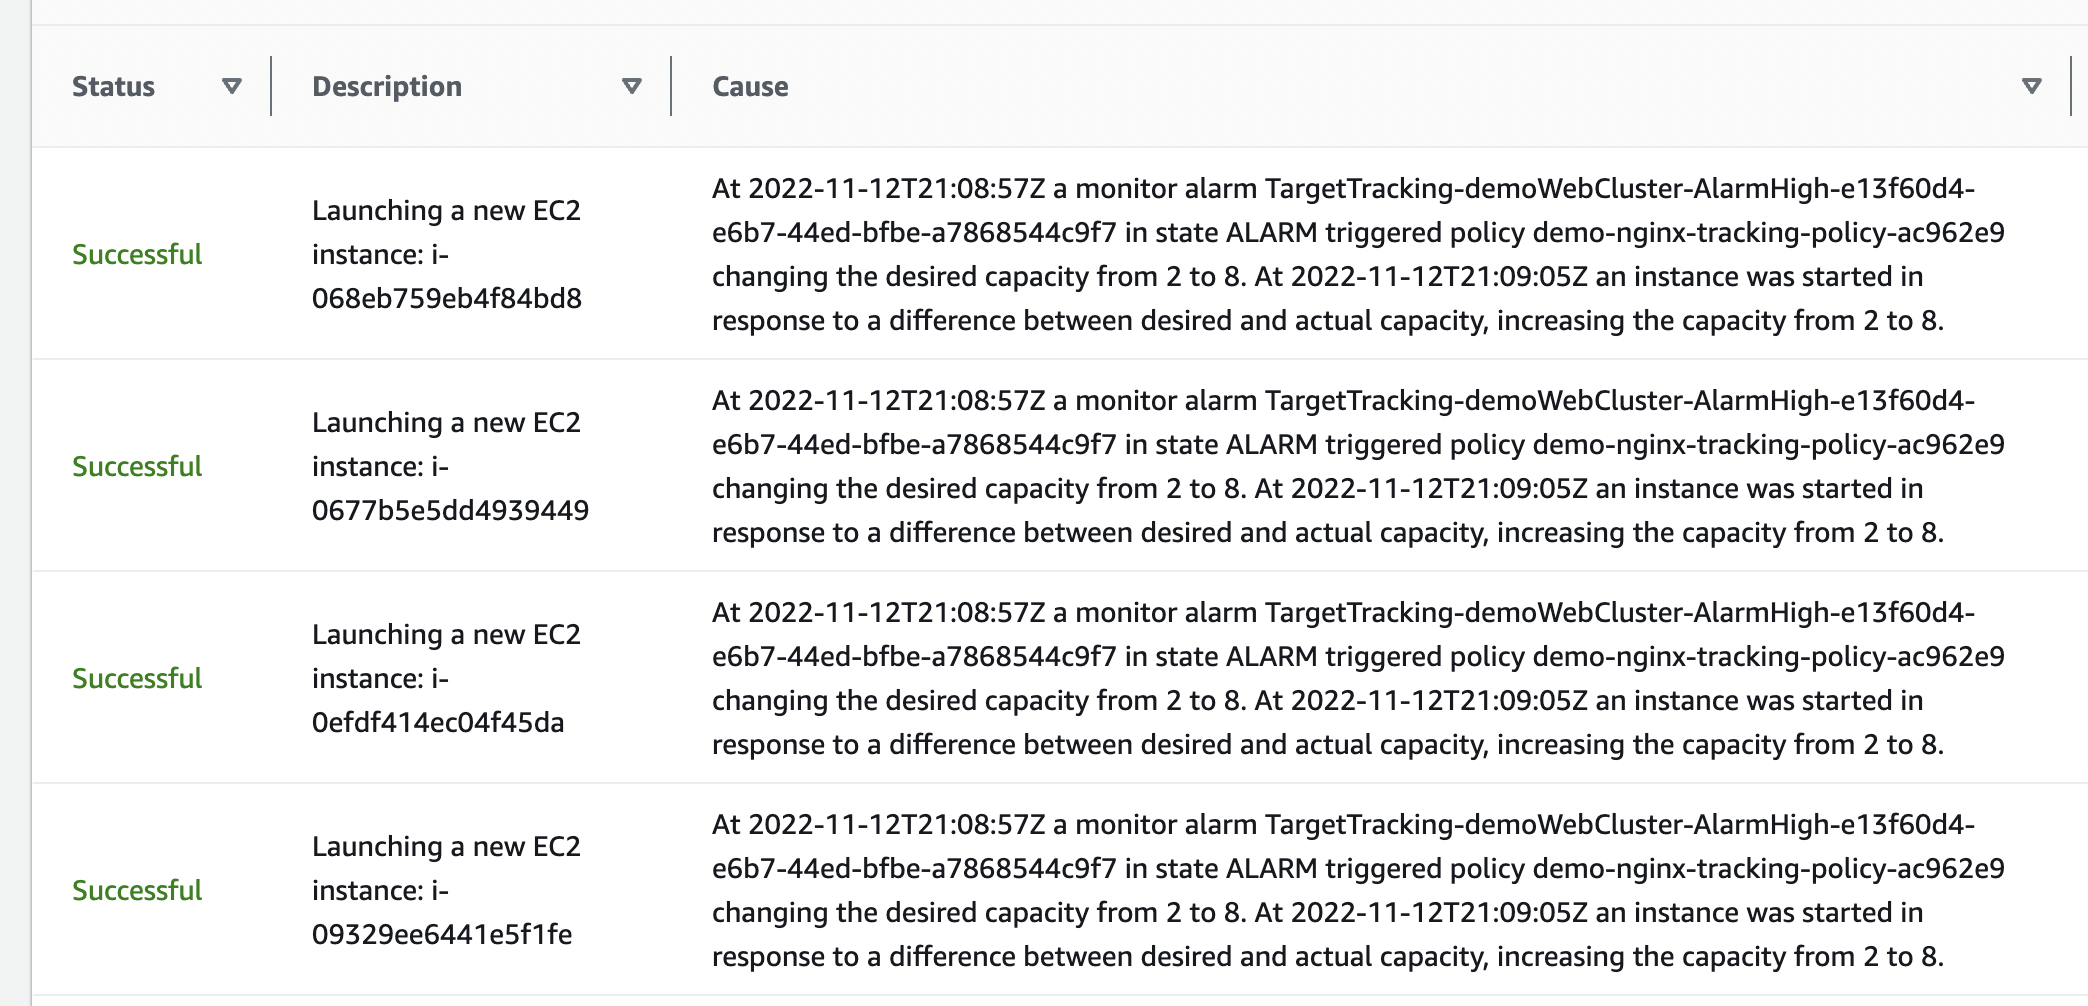 Status
Description
Cause
Successful
Launching a new EC2
instance: i-
068eb759eb4f84bd8
At 2022-11-12T21:08:57Z a monitor alarm TargetTracking-demoWebCluster-AlarmHigh-e13f60d4-
e6b7-44ed-bfbe-a7868544c9f7 in state ALARM triggered policy demo-nginx-tracking-policy-ac962e9
changing the desired capacity from 2 to 8. At 2022-11-12T21:09:05Z an instance was started in
response to a difference between desired and actual capacity, increasing the capacity from 2 to 8.
Successful
Launching a new EC2
instance: i-
0677b5e5dd4939449
At 2022-11-12T21:08:57Z a monitor alarm TargetTracking-demoWebCluster-AlarmHigh-e13f60d4-
e6b7-44ed-bfbe-a7868544c9f7 in state ALARM triggered policy demo-nginx-tracking-policy-ac962e9
changing the desired capacity from 2 to 8. At 2022-11-12T21:09:05Z an instance was started in
response to a difference between desired and actual capacity, increasing the capacity from 2 to 8.
Successful
Launching a new EC2
instance: i-
0efdf414ec04f45da
At 2022-11-12T21:08:57Z a monitor alarm TargetTracking-demoWebCluster-AlarmHigh-e13f60d4-
e6b7-44ed-bfbe-a7868544c9f7 in state ALARM triggered policy demo-nginx-tracking-policy-ac962e9
changing the desired capacity from 2 to 8. At 2022-11-12T21:09:05Z an instance was started in
response to a difference between desired and actual capacity, increasing the capacity from 2 to 8.
Successful
Launching a new EC2
instance: i-
09329ee6441e5f1fe
At 2022-11-12T21:08:57Z a monitor alarm TargetTracking-demoWebCluster-AlarmHigh-e13f60d4-
e6b7-44ed-bfbe-a7868544c9f7 in state ALARM triggered policy demo-nginx-tracking-policy-ac962e9
changing the desired capacity from 2 to 8. At 2022-11-12T21:09:05Z an instance was started in
response to a difference between desired and actual capacity, increasing the capacity from 2 to 8.